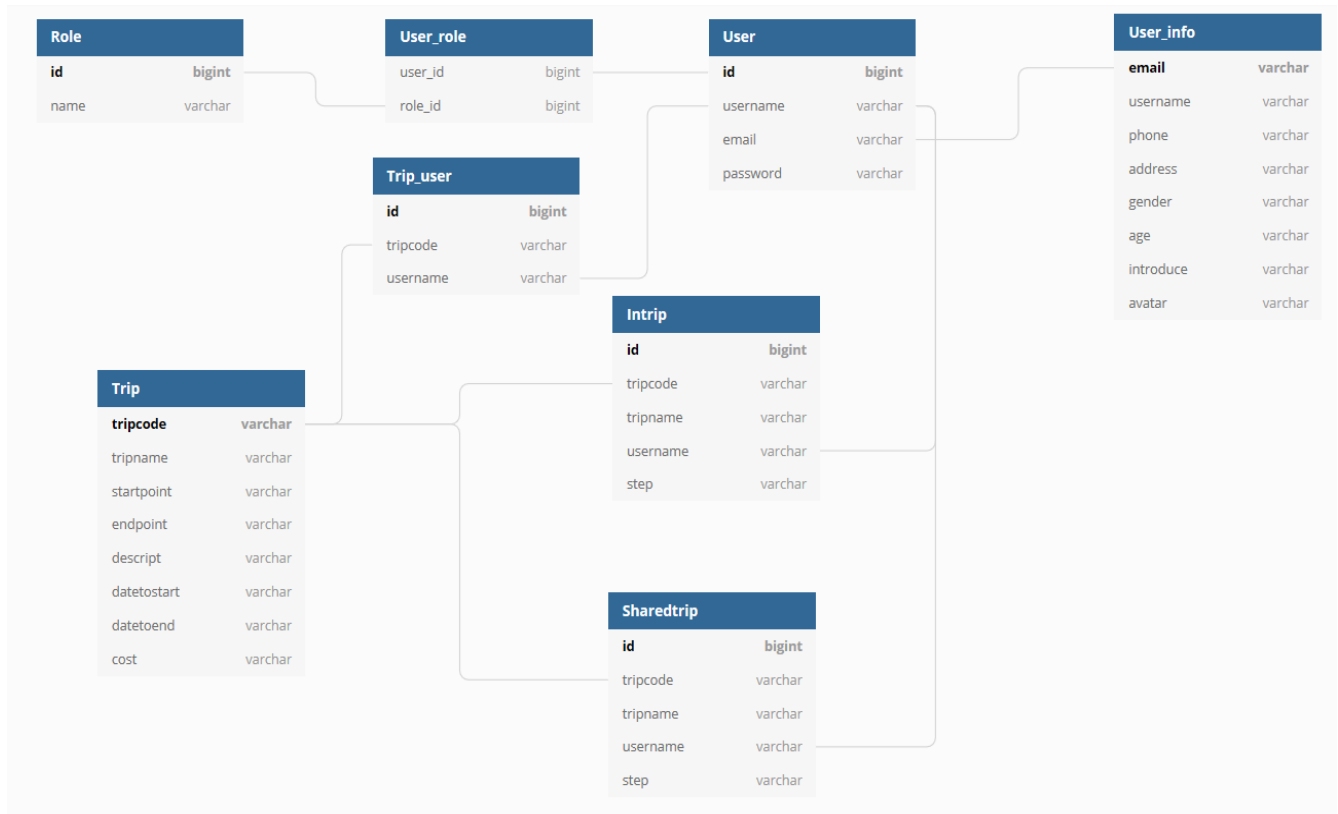 Role
id bigint
name varchar
User_role
user_id bigint
role_id bigint
User
id bigint
username varchar
email varchar
password varchar
User_info
email varchar
username varchar
phone varchar
address varchar
gender varchar
age varchar
introduce varchar
avatar varchar
Trip_user
id bigint
tripcode varchar
username varchar
Intrip
id bigint
tripcode varchar
tripname varchar
username varchar
step varchar
Trip
tripcode varchar
tripname varchar
startpoint varchar
endpoint varchar
descript varchar
datetostart varchar
datetoend varchar
cost varchar
Sharedtrip
id bigint
tripcode varchar
tripname varchar
username varchar
step varchar